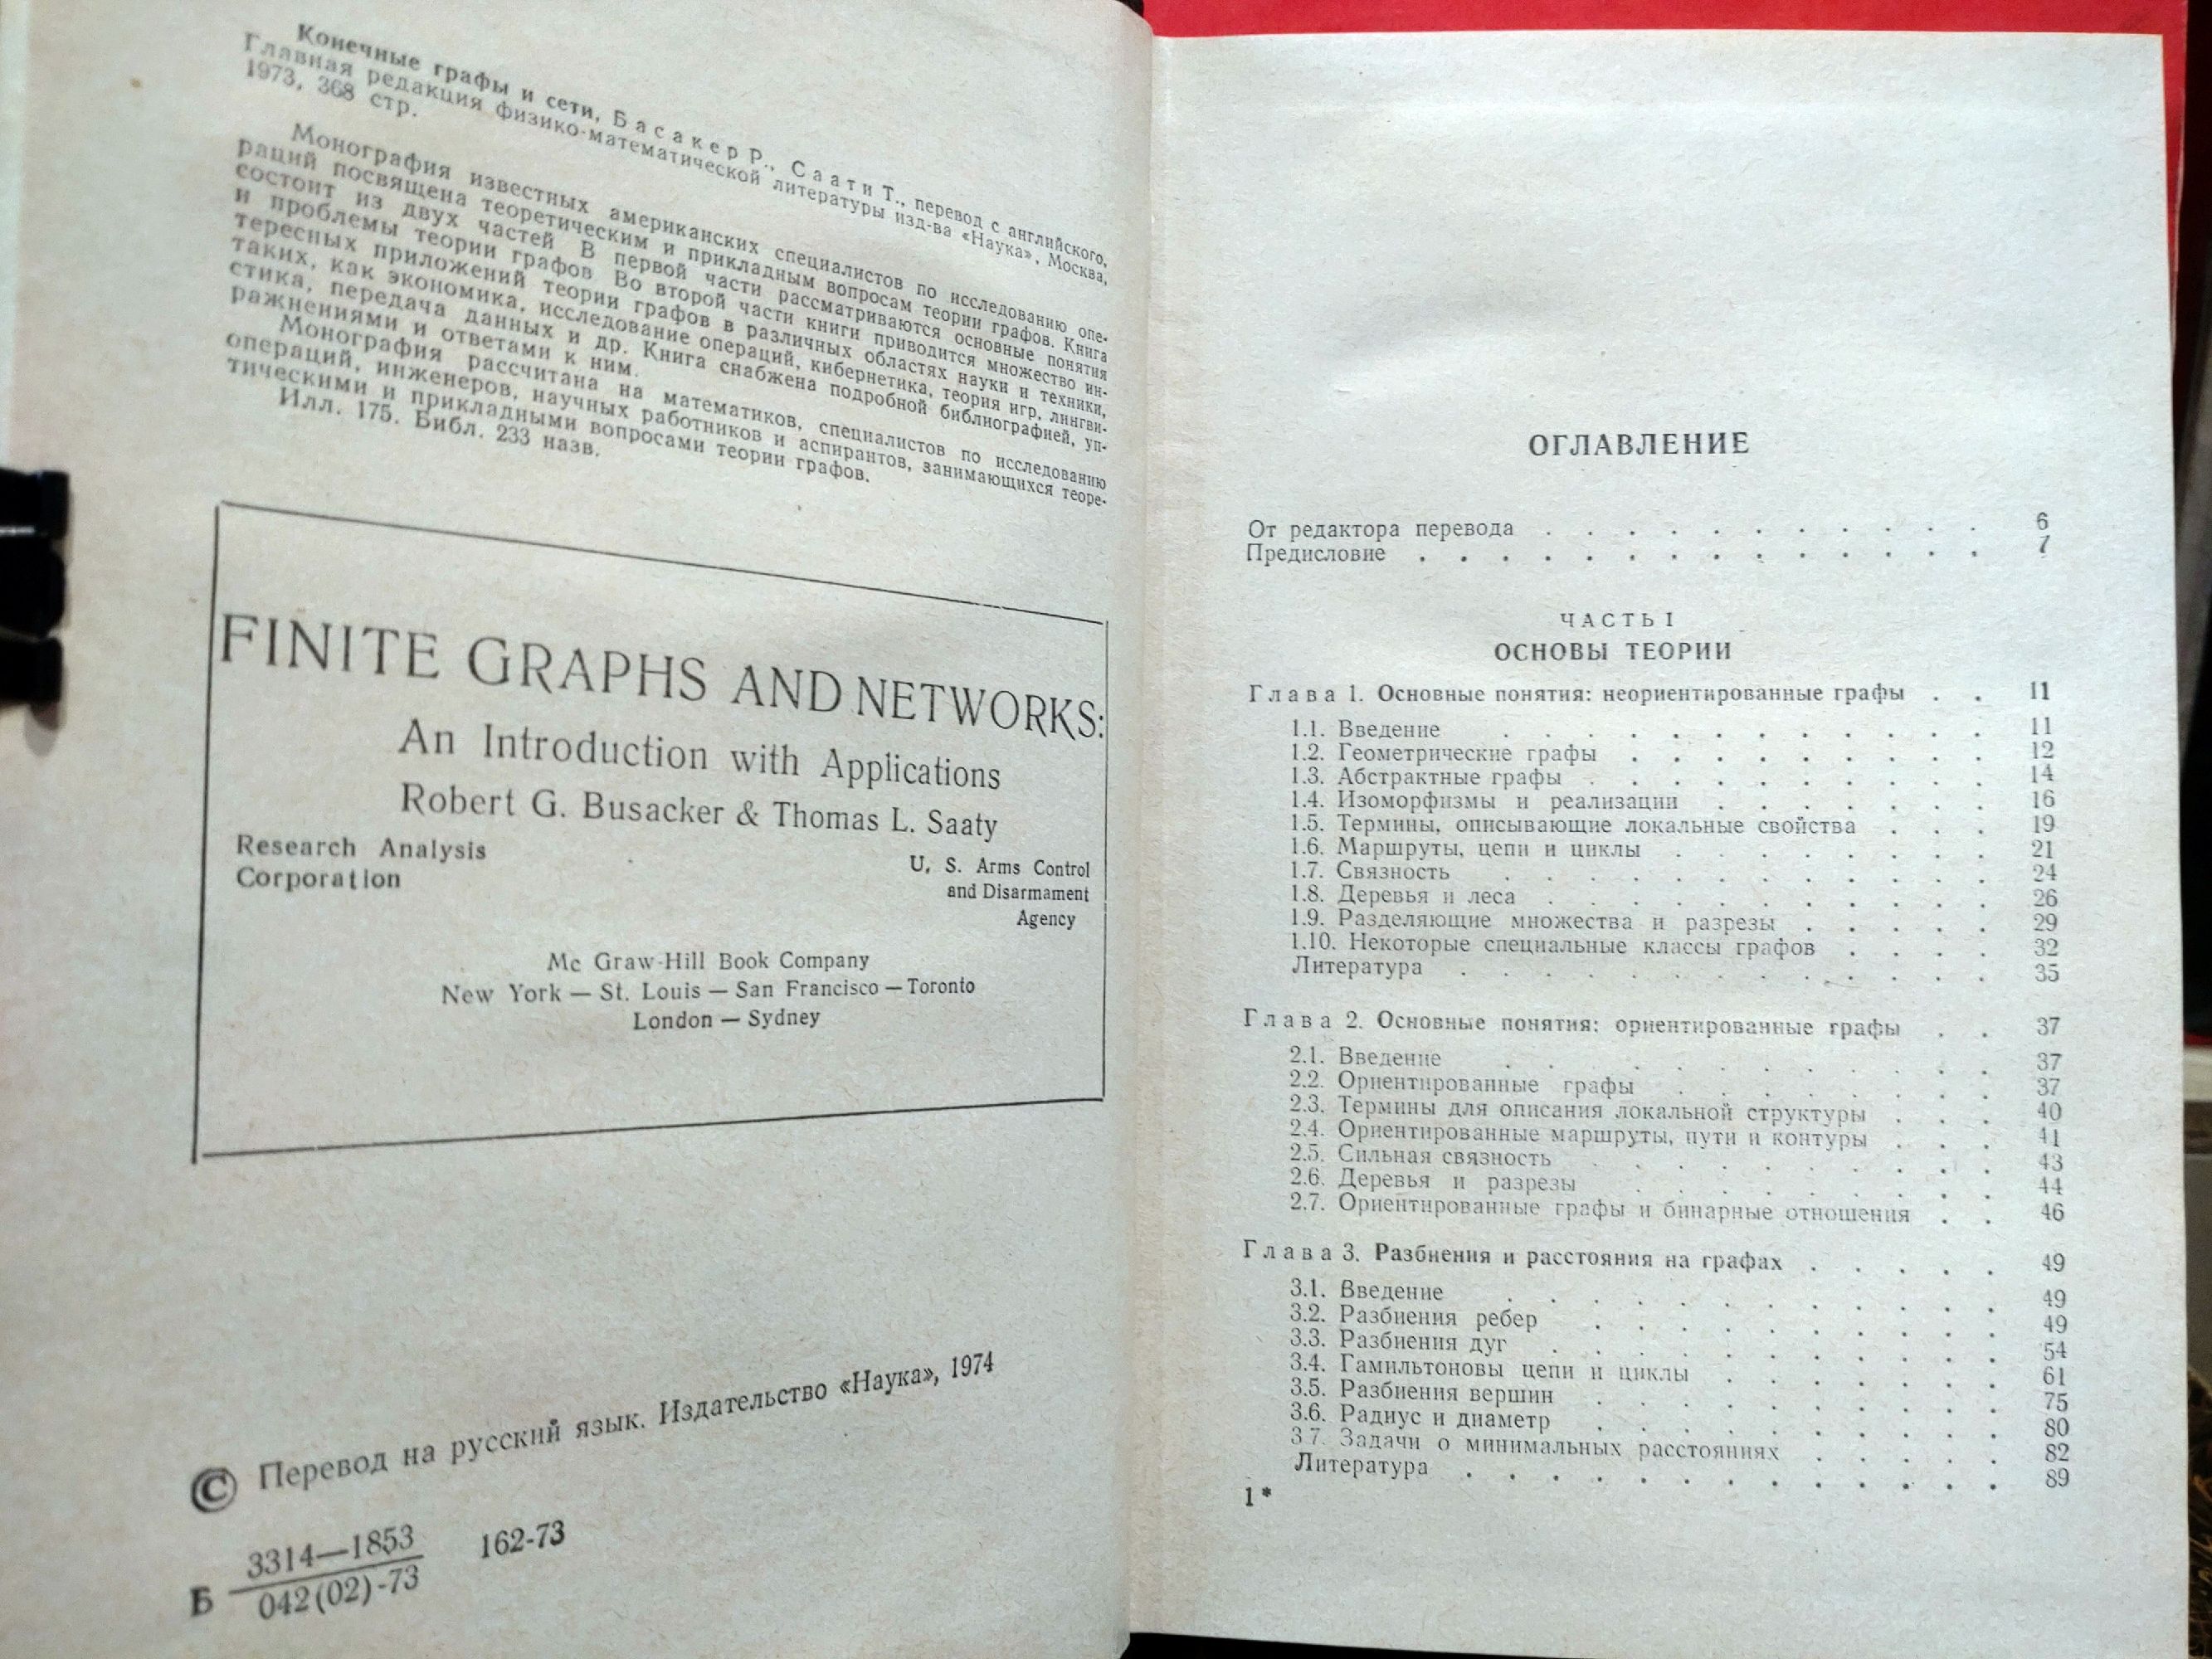 Конечные графы и сети, Басакер Р., Саати Т., перевод с английского,
Главная редакция физико-математической литературы изд-ва «Наука», Москва,
1973, 368 стр.
Монография известных американских специалистов по исследованию опе-
раций посвящена теоретическим и прикладным вопросам теории графов. Книга
состоит из двух частей В первой части рассматриваются основные понятия
и проблемы теории графов Во второй части книги приводится множество ин-
тересных приложений теории графов в различных областях науки и техники,
таких, как экономика, исследование операций, кибернетика, теория игр, лингви-
стика, передача данных и др. Книга снабжена подробной библиографией, уп-
ражнениями и ответами к ним.
Монография рассчитана на математиков, специалистов по исследованию
операций, инженеров, научных работников и аспирантов, занимающихся теоре-
тическими и прикладными вопросами теории графов.
Илл. 175. Библ. 233 назв.
FINITE GRAPHS AND NETWORKS:
An Introduction with Applications
Robert G. Busacker & Thomas L. Saaty
Research Analysis
Corporation
U. S. Arms Control
and Disarmament
Agency
Mc Graw-Hill Book Company
New York — St. Louis — San Francisco — Toronto
London — Sydney
© Перевод на русский язык. Издательство «Наука», 1974
Б 3314—1853 162-73
042(02)-73
ОГЛАВЛЕНИЕ
От редактора перевода . . . . . . . . . . . 6
Предисловие . . . . . . . . . . . . . . 7
ЧАСТЬ I
ОСНОВЫ ТЕОРИИ
Глава 1. Основные понятия: неориентированные графы . . 11
1.1. Введение . . . . . . . . . . . . 11
1.2. Геометрические графы . . . . . . . . . 12
1.3. Абстрактные графы . . . . . . . . . . 14
1.4. Изоморфизмы и реализации . . . . . . . 16
1.5. Термины, описывающие локальные свойства . . . 19
1.6. Маршруты, цепи и циклы . . . . . . . . 21
1.7. Связность . . . . . . . . . . . . 24
1.8. Деревья и леса . . . . . . . . . . . 26
1.9. Разделяющие множества и разрезы . . . . . 29
1.10. Некоторые специальные классы графов . . . . 32
Литература . . . . . . . . . . . . . 35
Глава 2. Основные понятия: ориентированные графы . . 37
2.1. Введение . . . . . . . . . . . . 37
2.2. Ориентированные графы . . . . . . . . 37
2.3. Термины для описания локальной структуры . . . 40
2.4. Ориентированные маршруты, пути и контуры . . . 41
2.5. Сильная связность . . . . . . . . . . 43
2.6. Деревья и разрезы . . . . . . . . . 44
2.7. Ориентированные графы и бинарные отношения . . 46
Глава 3. Разбиения и расстояния на графах . . . . . 49
3.1. Введение . . . . . . . . . . . . 49
3.2. Разбиения ребер . . . . . . . . . . 49
3.3. Разбиения дуг . . . . . . . . . . . 54
3.4. Гамильтоновы цепи и циклы . . . . . . . 61
3.5. Разбиения вершин . . . . . . . . . . 75
3.6. Радиус и диаметр . . . . . . . . . . 80
3 7. Задачи о минимальных расстояниях . . . . . 82
Литература . . . . . . . . . . . . . 89
1*